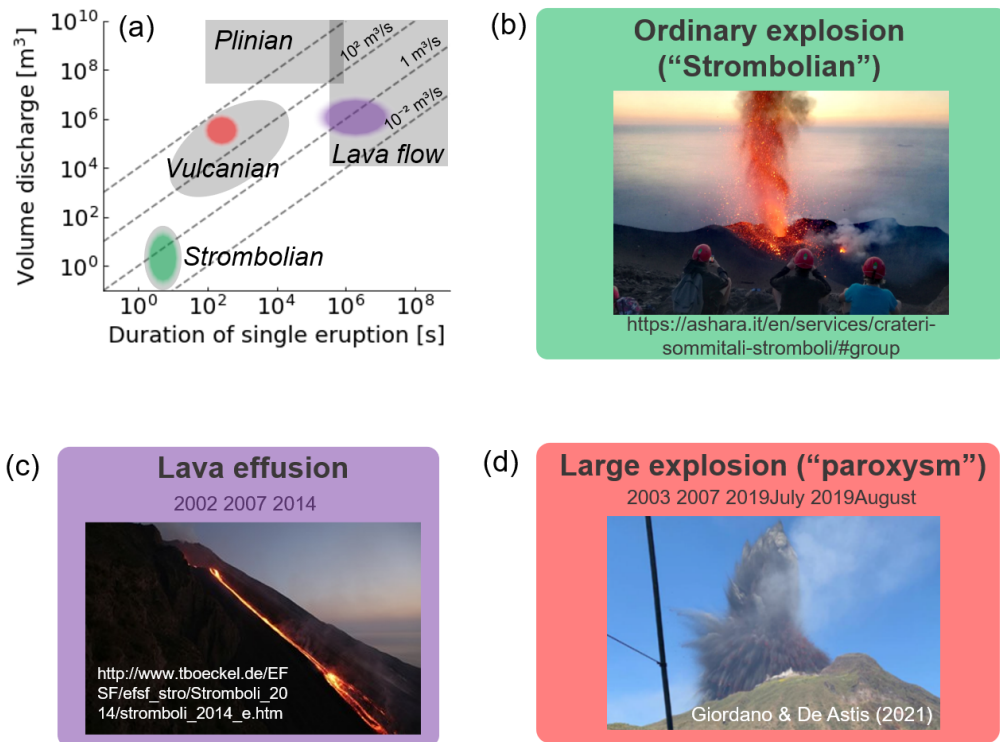 (a)
10¹⁰
10⁸
10⁶
10⁴
10²
10⁰
Volume discharge [m³]
Plinian
10² m³/s
1 m³/s
10⁻² m³/s
Vulcanian
Lava flow
Strombolian
10⁰ 10² 10⁴ 10⁶ 10⁸
Duration of single eruption [s]
(b)
Ordinary explosion
(“Strombolian”)
https://ashara.it/en/services/crateri-
sommitali-stromboli/#group
(c)
Lava effusion
2002 2007 2014
http://www.tboeckel.de/EF
SF/efsf_stro/Stromboli_20
14/stromboli_2014_e.htm
(d)
Large explosion (“paroxysm”)
2003 2007 2019July 2019August
Giordano & De Astis (2021)